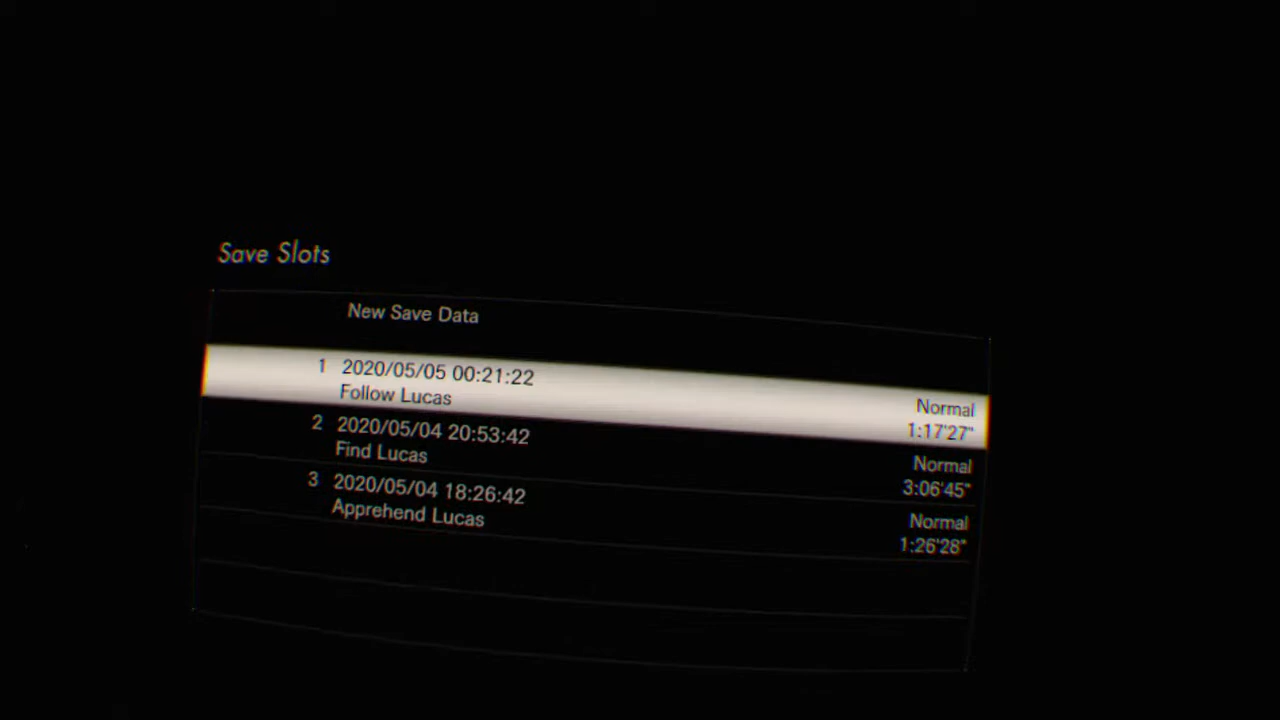 Save Slots
New Save Data
1 2020/05/05 00:21:22
Follow Lucas
Normal
1:17'27"
2 2020/05/04 20:53:42
Find Lucas
Normal
3:06'45"
3 2020/05/04 18:26:42
Apprehend Lucas
Normal
1:26'28"